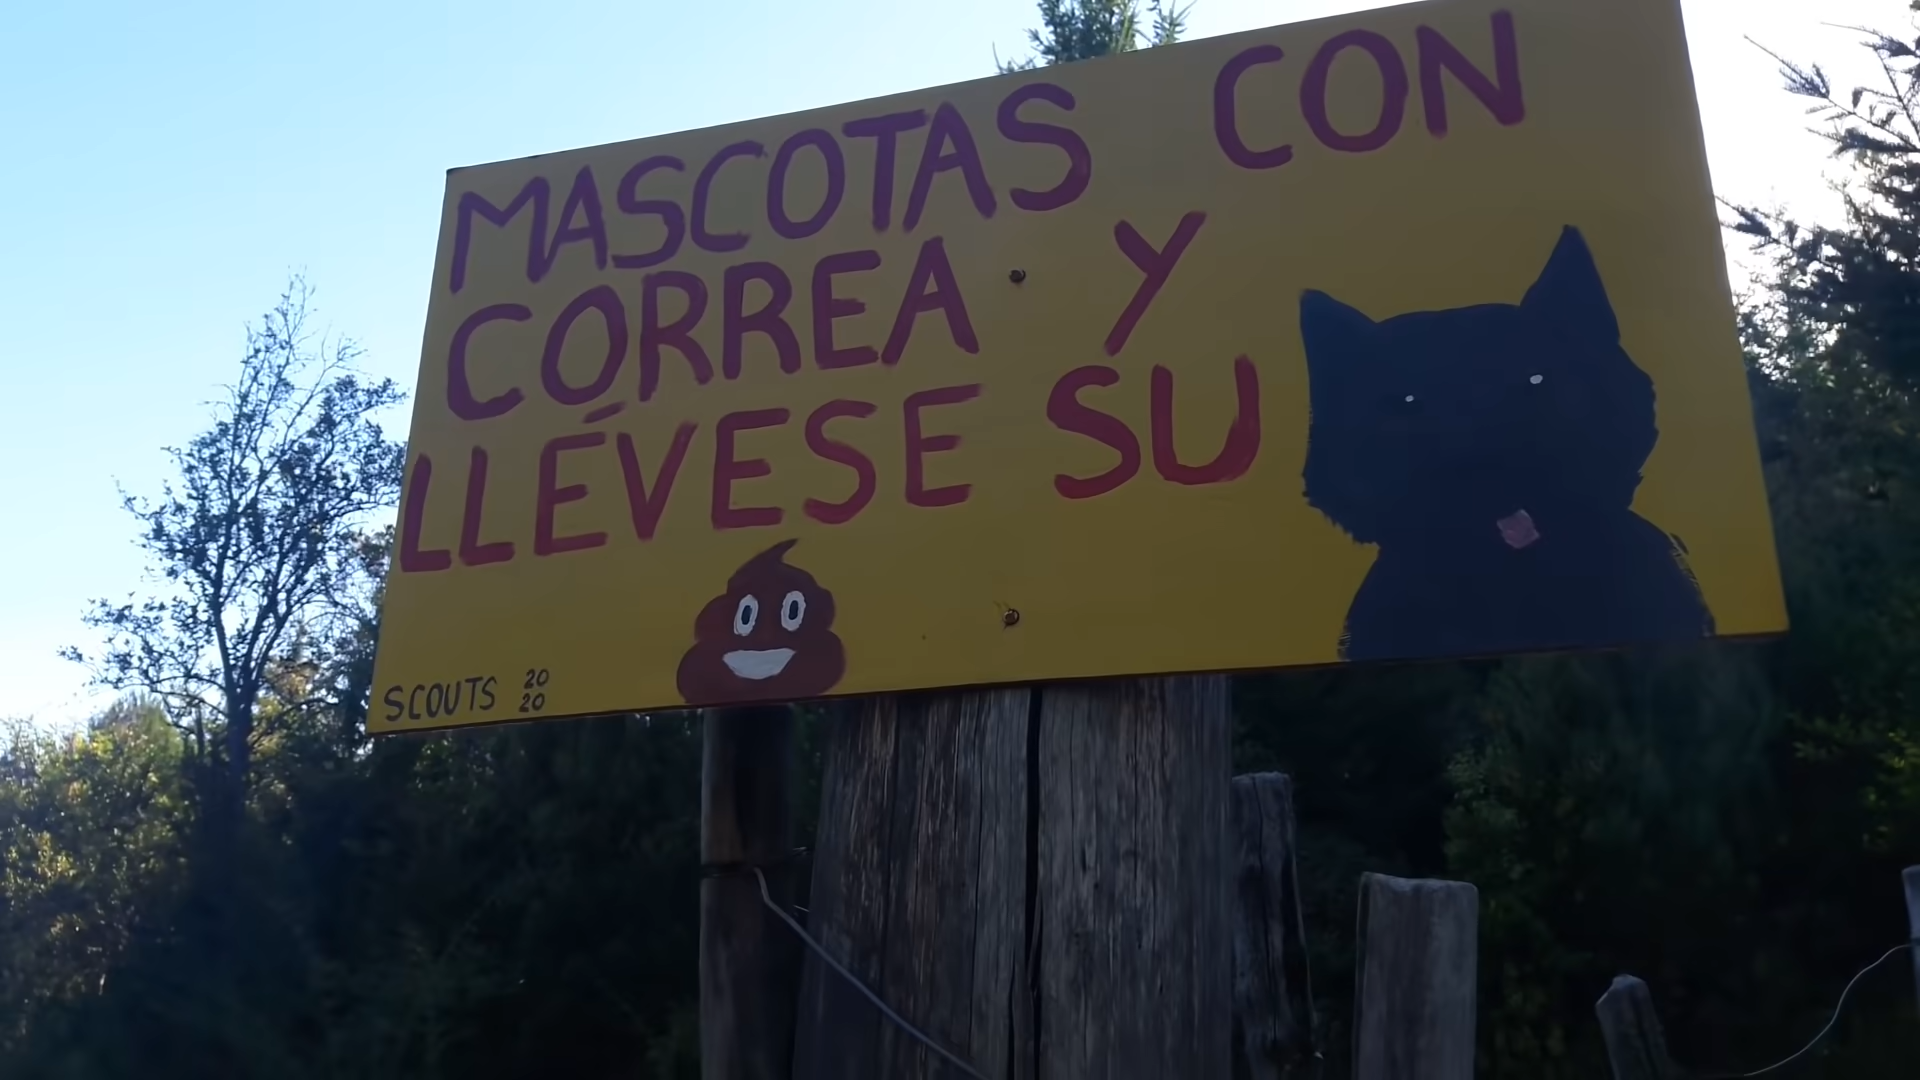 MASCOTAS CON
CORREA Y
LLÉVESE SU
SCOUTS 20
20